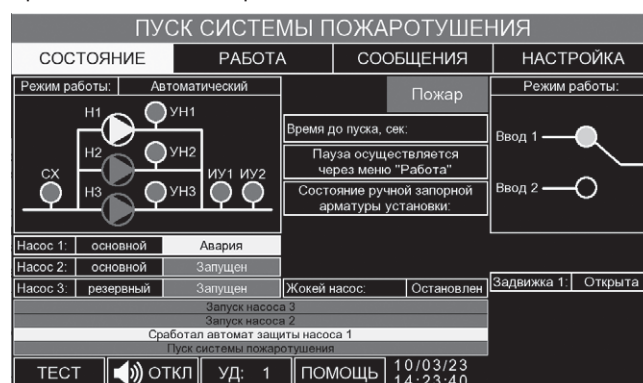 ПУСК СИСТЕМЫ ПОЖАРОТУШЕНИЯ
СОСТОЯНИЕ РАБОТА СООБЩЕНИЯ НАСТРОЙКА
Режим работы: Автоматический
Н1 УН1
Н2 УН2
СХ Н3 УН3 ИУ1 ИУ2
Пожар
Время до пуска, сек:
Пауза осуществляется
через меню "Работа"
Состояние ручной запорной
арматуры установки:
Режим работы:
Ввод 1
Ввод 2
Насос 1: основной Авария
Насос 2: основной Запущен
Насос 3: резервный Запущен
Жокей насос: Остановлен
Задвижка 1: Открыта
Запуск насоса 3
Запуск насоса 2
Сработал автомат защиты насоса 1
Пуск системы пожаротушения
ТЕСТ ОТКЛ УД: 1 ПОМОЩЬ 10/03/23
14:23:40